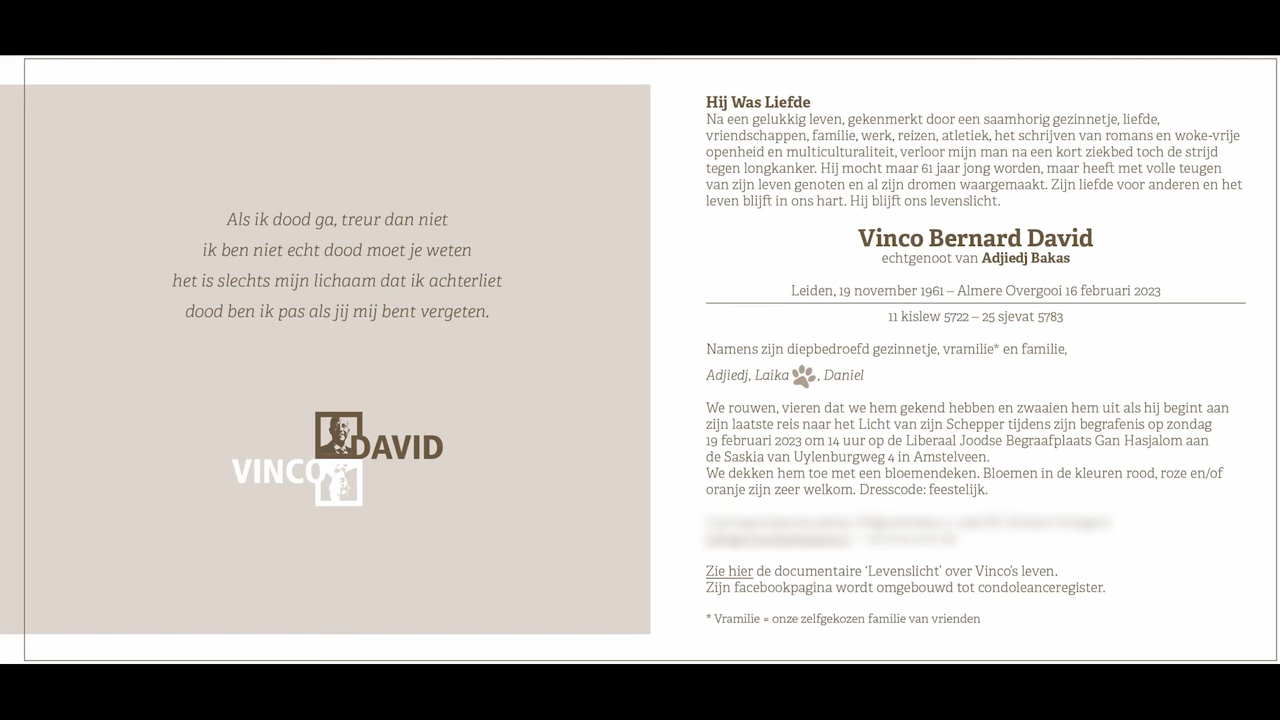 Als ik dood ga, treur dan niet
ik ben niet echt dood moet je weten
het is slechts mijn lichaam dat ik achterliet
dood ben ik pas als jij mij bent vergeten.
DAVID
VINCO
Hij Was Liefde
Na een gelukkig leven, gekenmerkt door een saamhorig gezinnetje, liefde,
vriendschappen, familie, werk, reizen, atletiek, het schrijven van romans en woke-vrije
openheid en multiculturaliteit, verloor mijn man na een kort ziekbed toch de strijd
tegen longkanker. Hij mocht maar 61 jaar jong worden, maar heeft met volle teugen
van zijn leven genoten en al zijn dromen waargemaakt. Zijn liefde voor anderen en het
leven blijft in ons hart. Hij blijft ons levenslicht.
Vinco Bernard David
echtgenoot van Adjiedj Bakas
Leiden, 19 november 1961 – Almere Overgooi 16 februari 2023
11 kislew 5722 – 25 sjevat 5783
Namens zijn diepbedroefd gezinnetje, vramilie* en familie,
Adjiedj, Laika , Daniel
We rouwen, vieren dat we hem gekend hebben en zwaaien hem uit als hij begint aan
zijn laatste reis naar het Licht van zijn Schepper tijdens zijn begrafenis op zondag
19 februari 2023 om 14 uur op de Liberaal Joodse Begraafplaats Gan Hasjalom aan
de Saskia van Uylenburgweg 4 in Amstelveen.
We dekken hem toe met een bloemendeken. Bloemen in de kleuren rood, roze en/of
oranje zijn zeer welkom. Dresscode: feestelijk.
Zie hier de documentaire ‘Levenslicht’ over Vinco's leven.
Zijn facebookpagina wordt omgebouwd tot condoleanceregister.
* Vramilie = onze zelfgekozen familie van vrienden